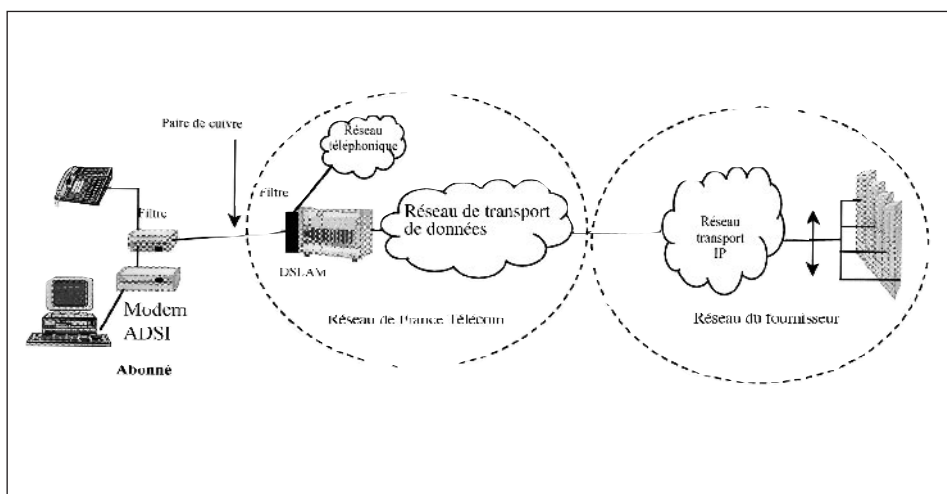 Paire de cuivre
Réseau
téléphonique
Filtre
Filtre
Réseau de transport
de données
Réseau
transport
IP
DSLAM
Modem
ADSI
Abonné
Réseau de France Télécom
Réseau du fournisseur